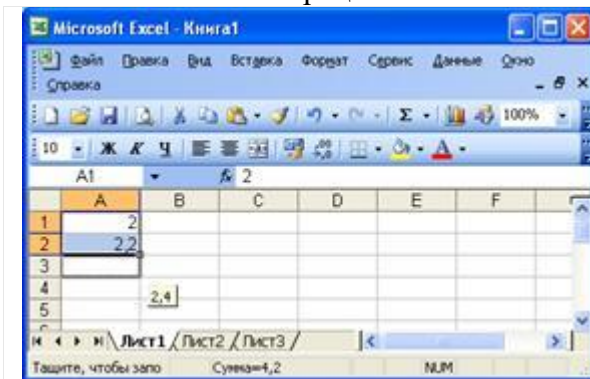 Microsoft Excel - Книга1
Файл Правка Вид Вставка Формат Сервис Данные Окно
Справка
100%
10 Ж К Ч
A1 fx 2
A B C D E F
1 2
2 2,2
3
4
2,4
5
Лист1 Лист2 Лист3
Тащите, чтобы запо Сумма=4,2 NUM